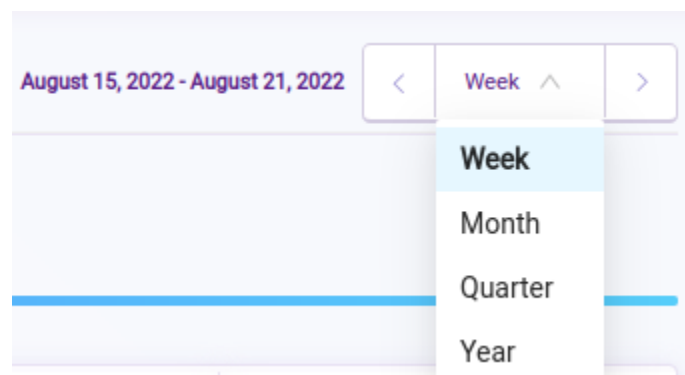 August 15, 2022 - August 21, 2022 Week
Week
Month
Quarter
Year